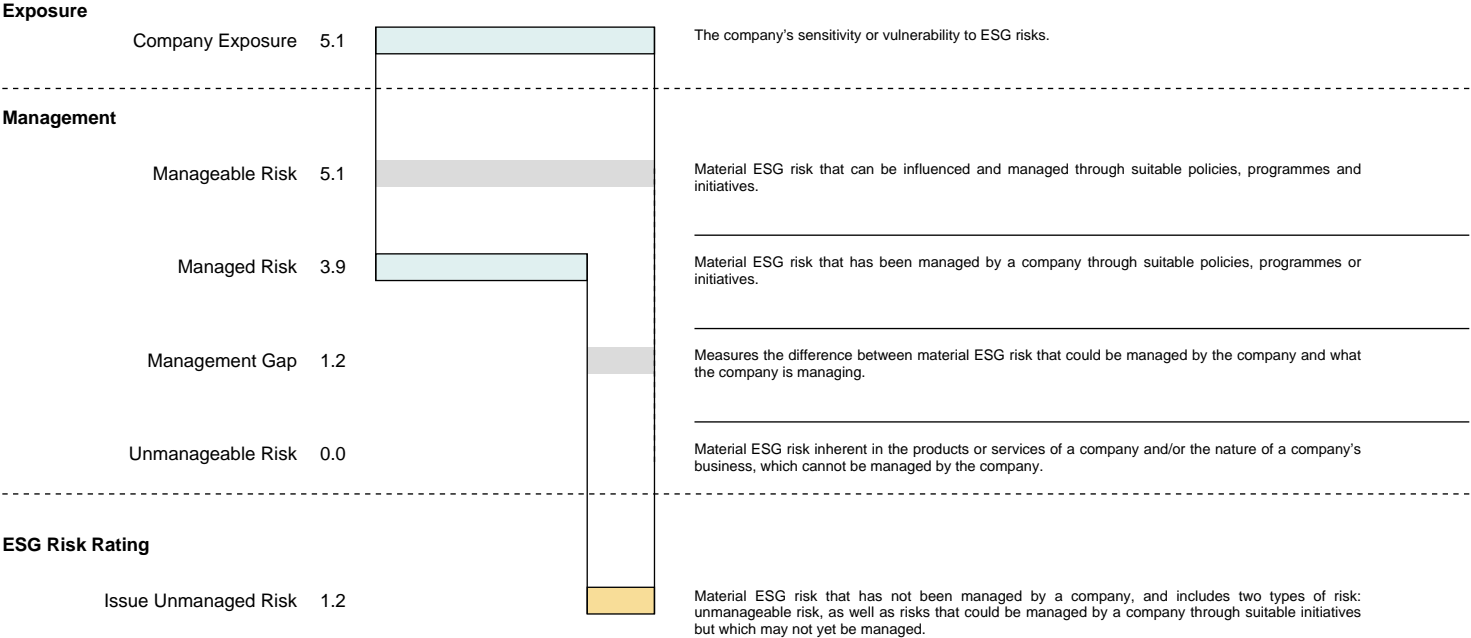 Exposure
Company Exposure 5.1
The company’s sensitivity or vulnerability to ESG risks.
Management
Manageable Risk 5.1
Material ESG risk that can be influenced and managed through suitable policies, programmes and
initiatives.
Managed Risk 3.9
Material ESG risk that has been managed by a company through suitable policies, programmes or
initiatives.
Management Gap 1.2
Measures the difference between material ESG risk that could be managed by the company and what
the company is managing.
Unmanageable Risk 0.0
Material ESG risk inherent in the products or services of a company and/or the nature of a company’s
business, which cannot be managed by the company.
ESG Risk Rating
Issue Unmanaged Risk 1.2
Material ESG risk that has not been managed by a company, and includes two types of risk:
unmanageable risk, as well as risks that could be managed by a company through suitable initiatives
but which may not yet be managed.